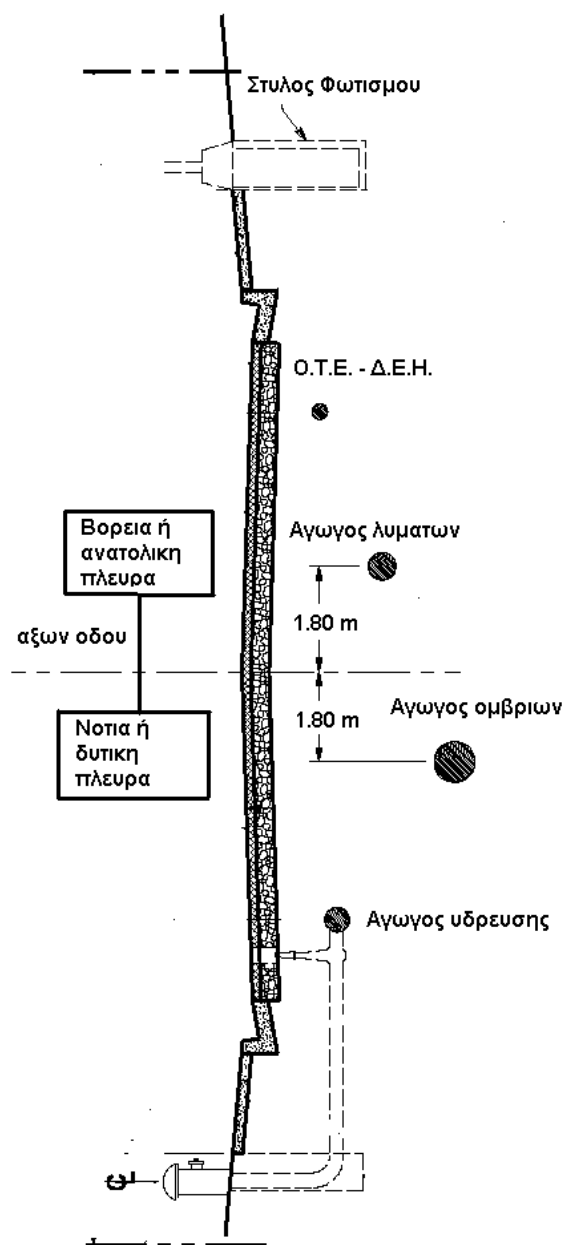 Στυλος Φωτισμου
Ο.Τ.Ε. - Δ.Ε.Η.
Βορεια ή
ανατολικη
πλευρα
Αγωγος λυματων
1.80 m
αξων οδου
1.80 m
Αγωγος ομβριων
Νοτια ή
δυτικη
πλευρα
Αγωγος υδρευσης